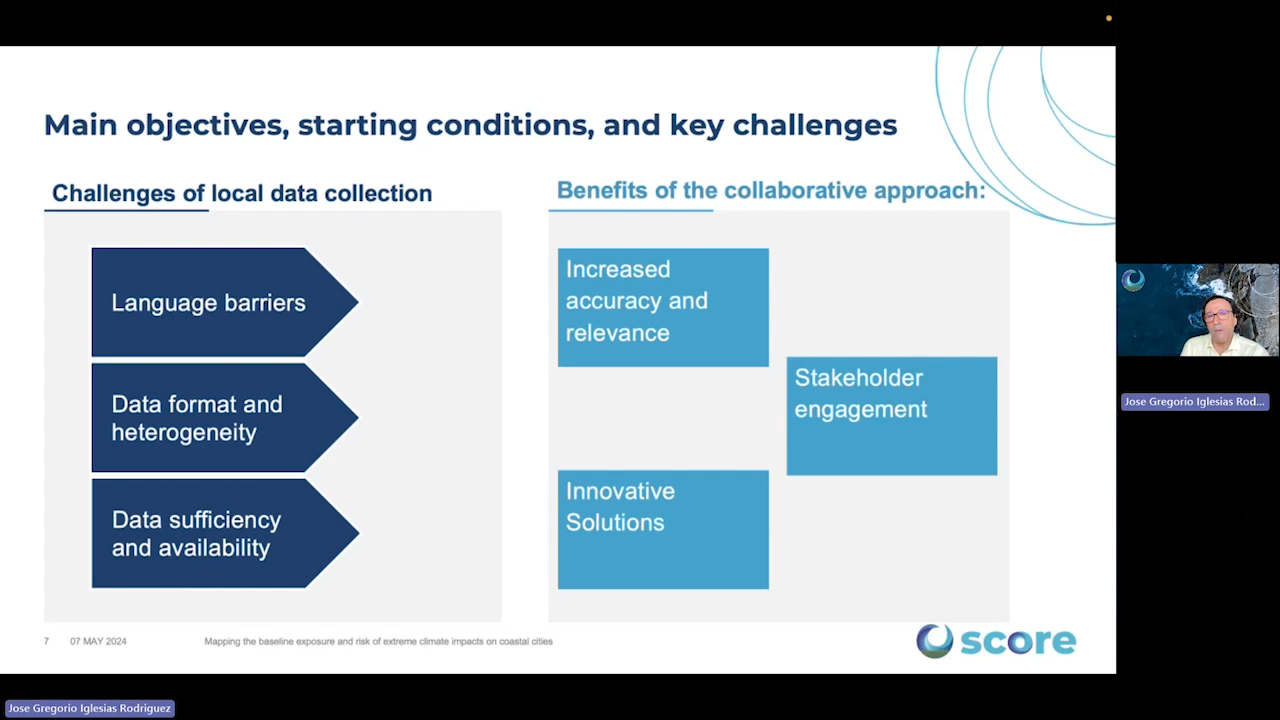 Main objectives, starting conditions, and key challenges
Challenges of local data collection
Language barriers
Data format and
heterogeneity
Data sufficiency
and availability
Benefits of the collaborative approach:
Increased
accuracy and
relevance
Stakeholder
engagement
Innovative
Solutions
7 07 MAY 2024 Mapping the baseline exposure and risk of extreme climate impacts on coastal cities
score
Jose Gregorio Iglesias Rod...
Jose Gregorio Iglesias Rodriguez